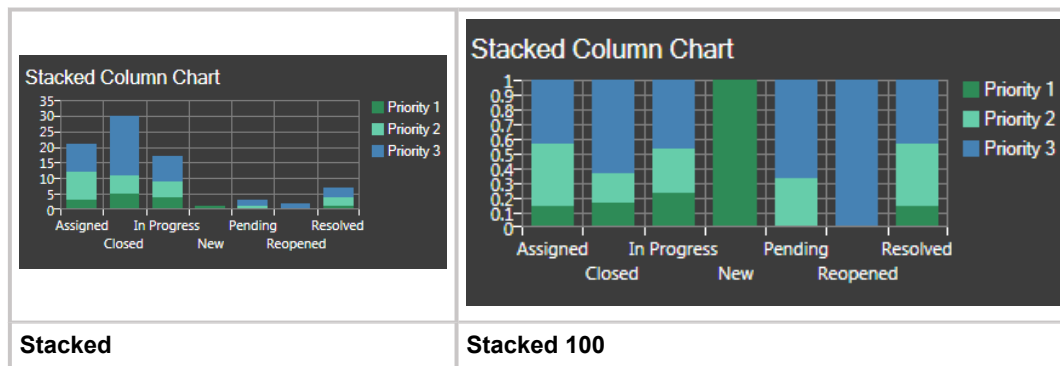 Stacked Column Chart
35
30
25
20
15
10
5
0
Priority 1
Priority 2
Priority 3
Assigned In Progress Pending Resolved
Closed New Reopened
Stacked Column Chart
1
0.9
0.8
0.7
0.6
0.5
0.4
0.3
0.2
0.1
0
Priority 1
Priority 2
Priority 3
Assigned In Progress Pending Resolved
Closed New Reopened
Stacked
Stacked 100